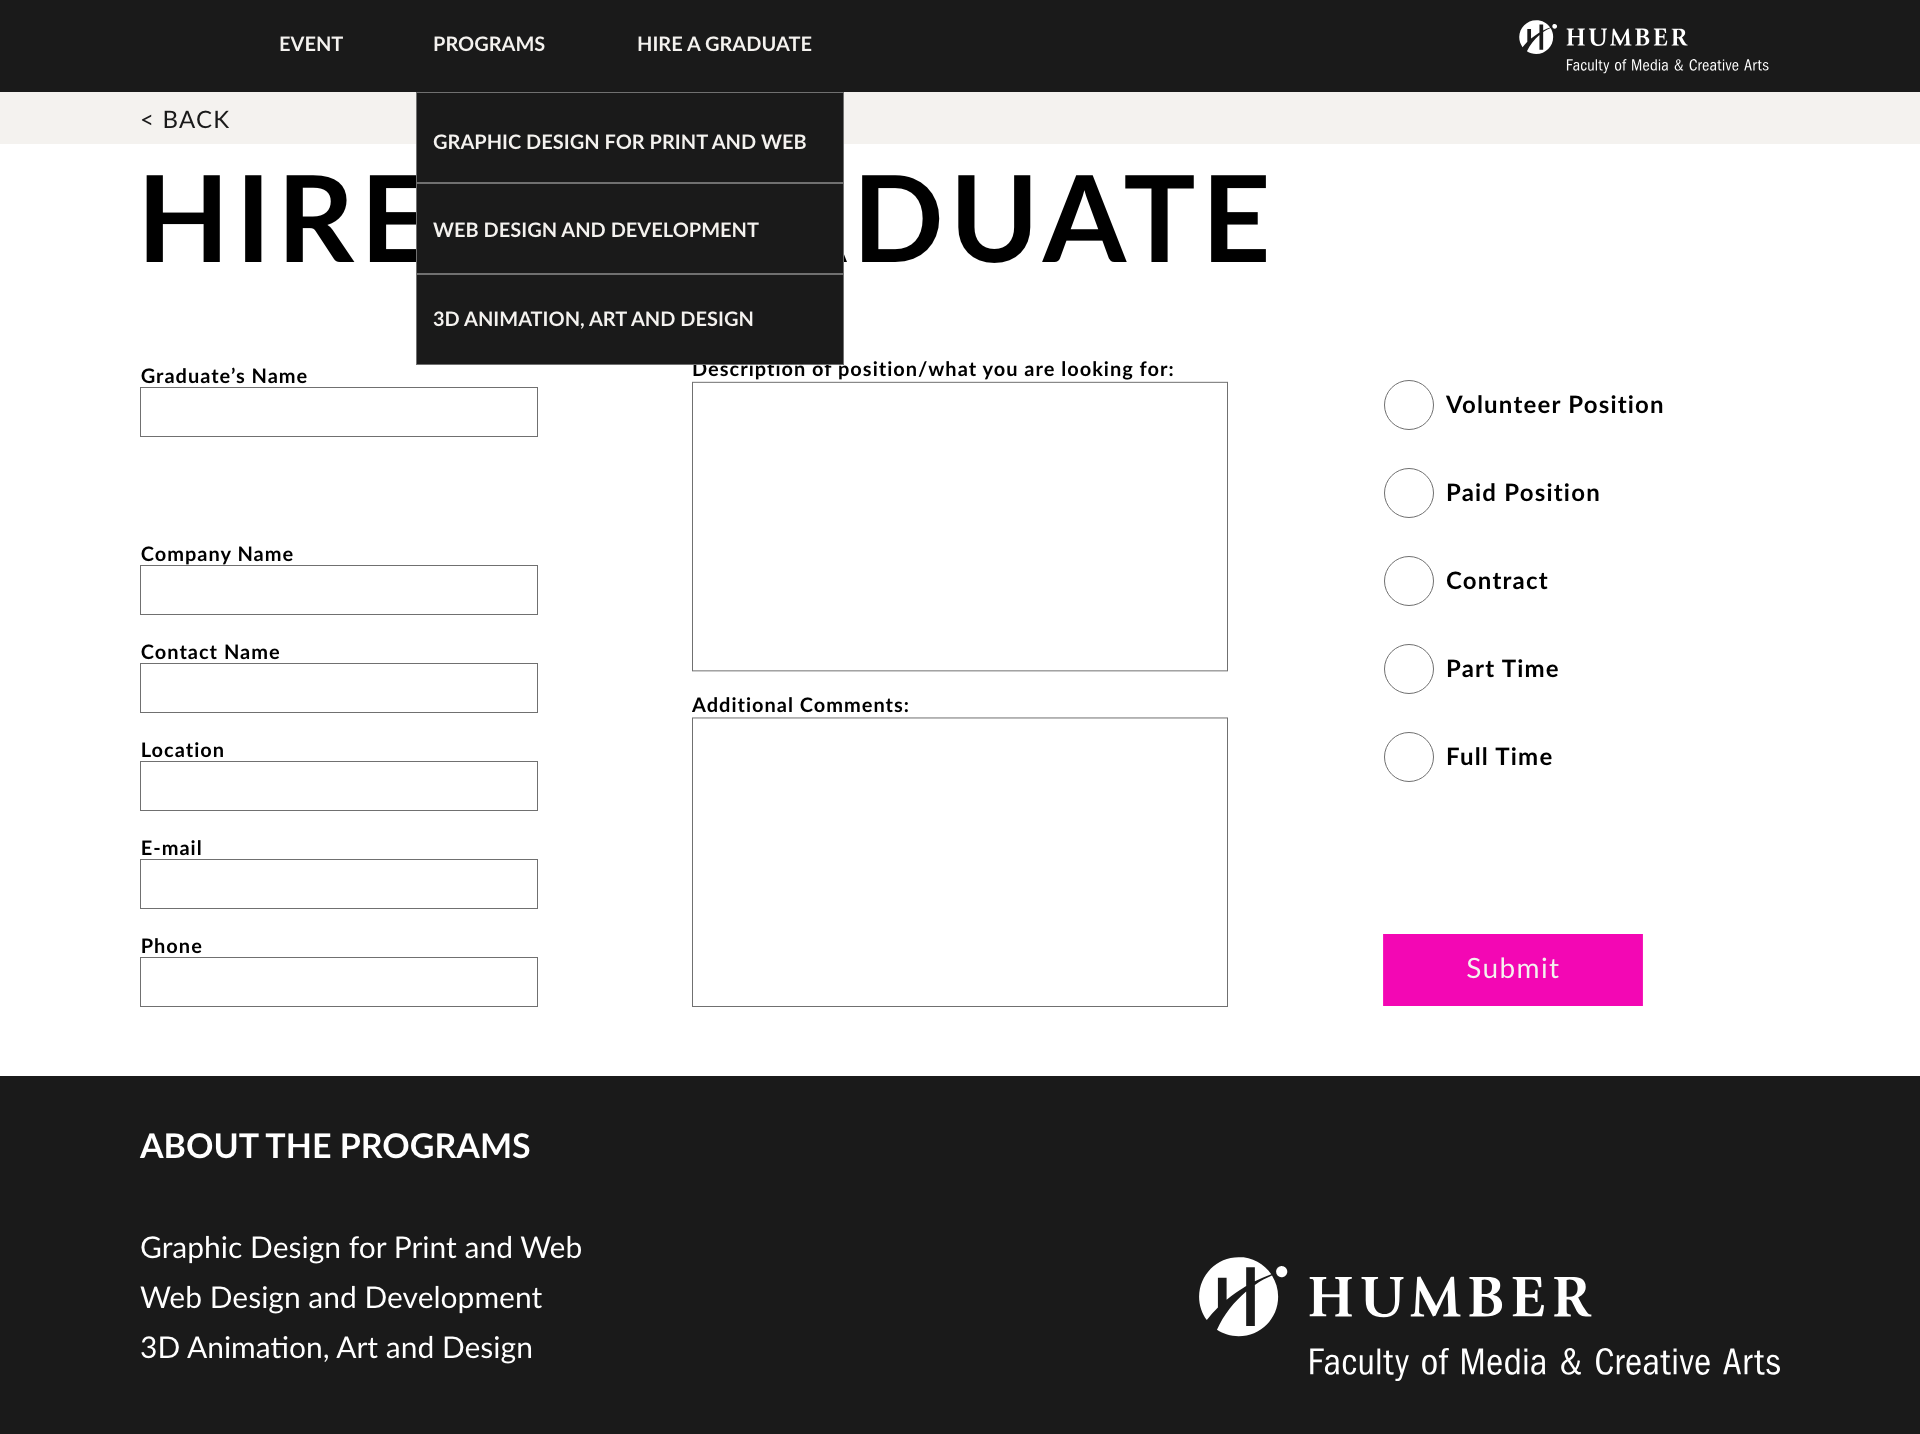 EVENT
PROGRAMS
HIRE A GRADUATE
HUMBER
Faculty of Media & Creative Arts
< BACK
GRAPHIC DESIGN FOR PRINT AND WEB
WEB DESIGN AND DEVELOPMENT
3D ANIMATION, ART AND DESIGN
HIRE DUATE
Graduate’s Name
Company Name
Contact Name
Location
E-mail
Phone
Description of position/what you are looking for:
Additional Comments:
Volunteer Position
Paid Position
Contract
Part Time
Full Time
Submit
ABOUT THE PROGRAMS
Graphic Design for Print and Web
Web Design and Development
3D Animation, Art and Design
HUMBER
Faculty of Media & Creative Arts